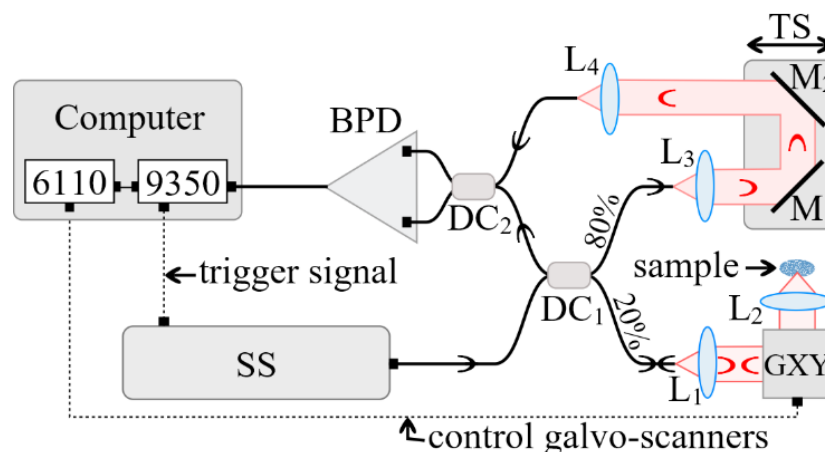 TS
L4
M2
Computer
BPD
6110
9350
L3
DC2
80%
M
trigger signal
sample
DC1
L2
20%
SS
GXY
L1
control galvo-scanners